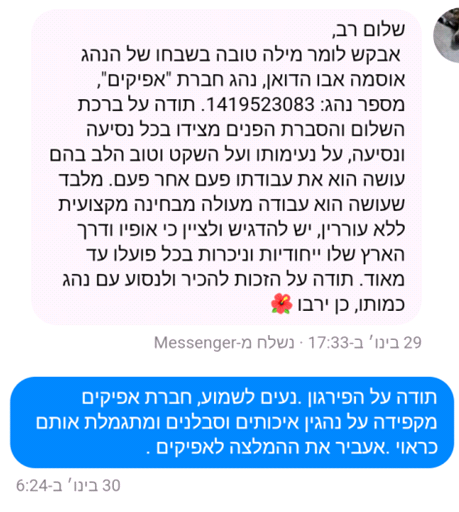 שלום רב,
אבקש לומר מילה טובה בשבחו של הנהג
אוסמה אבו הדואן, נהג חברת "אפיקים",
מספר נהג: 1419523083. תודה על ברכת
השלום והסברת הפנים מצידו בכל נסיעה
ונסיעה, על נעימותו ועל השקט וטוב הלב בהם
עושה הוא את עבודתו פעם אחר פעם. מלבד
שעושה הוא עבודה מעולה מבחינה מקצועית
ללא עוררין, יש להדגיש ולציין כי אופיו ודרך
הארץ שלו ייחודיות וניכרות בכל פועלו עד
מאוד. תודה על הזכות להכיר ולנסוע עם נהג
כמותו, כן ירבו 🌺
29 בינו׳ ב-17:33 · נשלח מ-Messenger
תודה על הפירגון .נעים לשמוע, חברת אפיקים
מקפידה על נהגין איכותים וסבלנים ומתגמלת אותם
כראוי .אעביר את ההמלצה לאפיקים .
30 בינו׳ ב-6:24